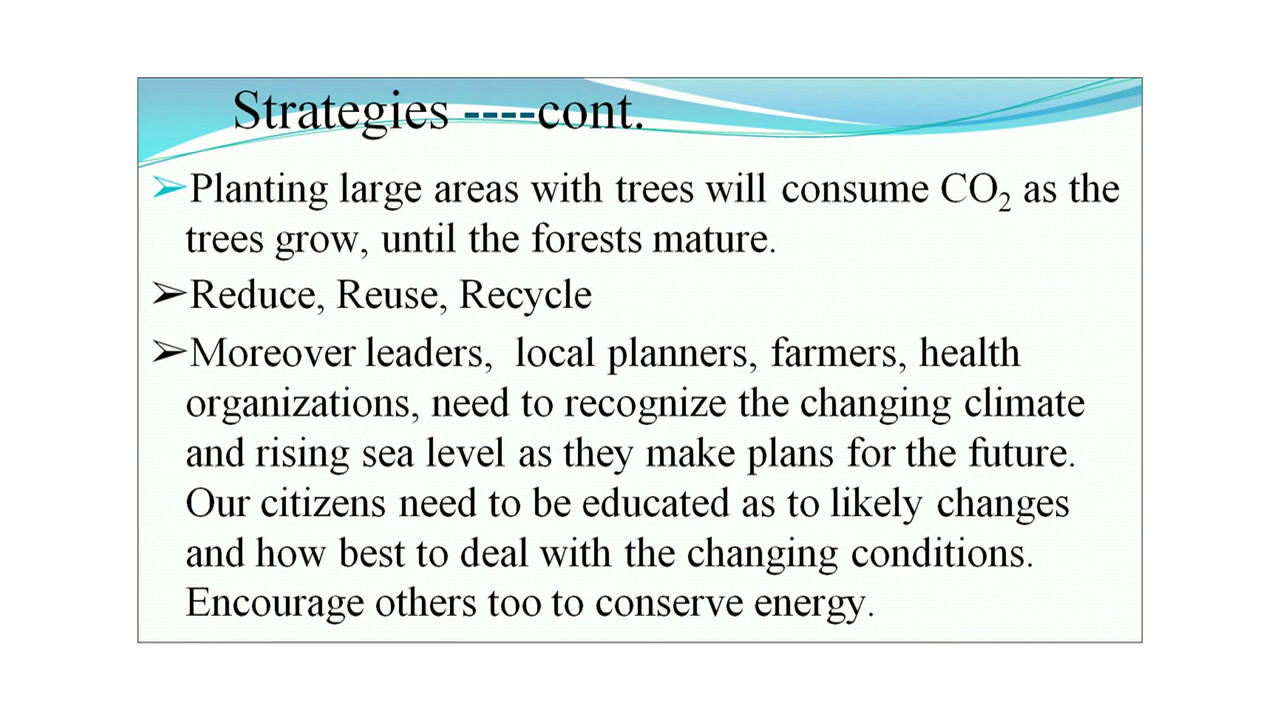 Strategies ----cont.
➢Planting large areas with trees will consume CO₂ as the
trees grow, until the forests mature.
➢Reduce, Reuse, Recycle
➢Moreover leaders,  local planners, farmers, health
organizations, need to recognize the changing climate
and rising sea level as they make plans for the future.
Our citizens need to be educated as to likely changes
and how best to deal with the changing conditions.
Encourage others too to conserve energy.